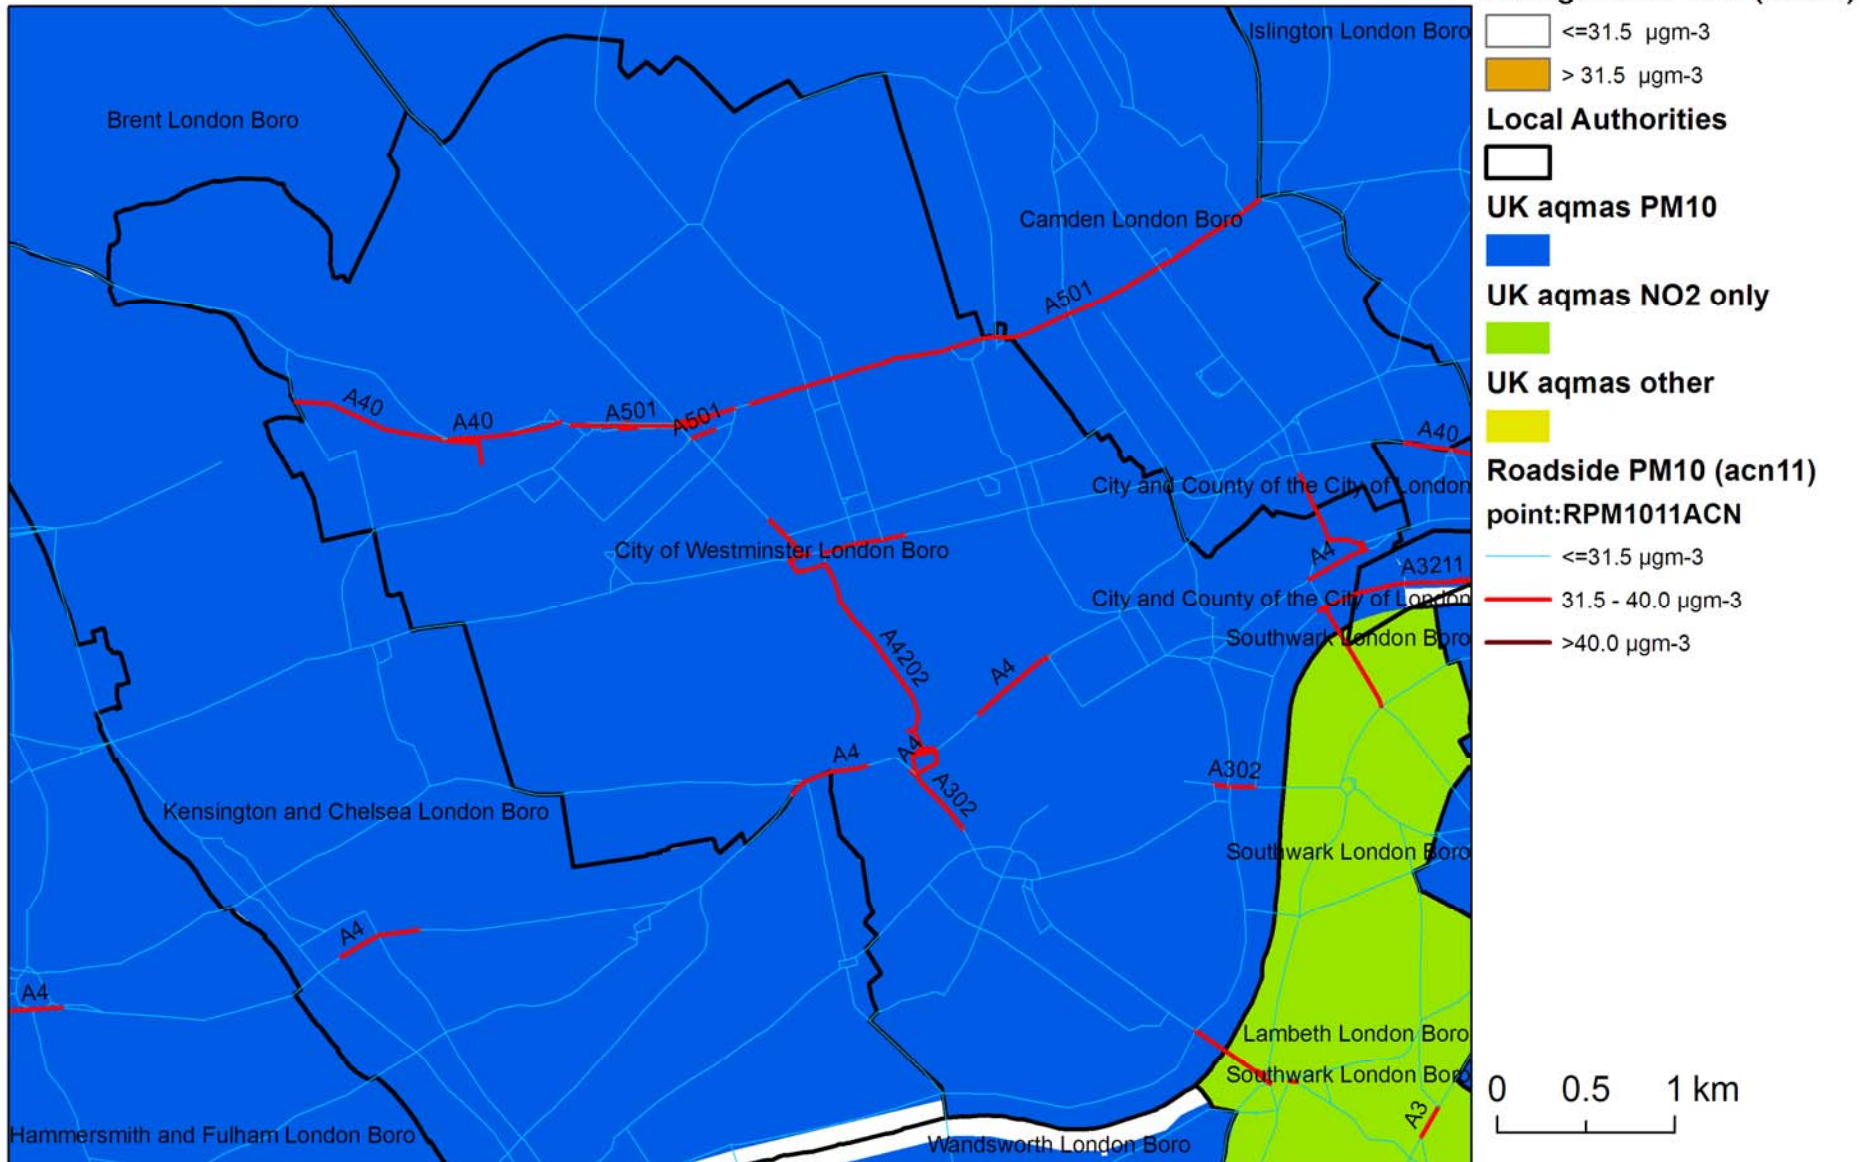 Islington London Boro
Brent London Boro
Camden London Boro
A501
A40
A40
A501
A501
A40
City and County of the City of London
City of Westminster London Boro
A4
A3211
City and County of the City of London
Southwark London Boro
A4202
A4
A4
A4
A302
A302
Kensington and Chelsea London Boro
Southwark London Boro
A4
A4
Lambeth London Boro
Southwark London Boro
A3
Hammersmith and Fulham London Boro
Wandsworth London Boro
<=31.5 µgm-3
> 31.5 µgm-3
Local Authorities
UK aqmas PM10
UK aqmas NO2 only
UK aqmas other
Roadside PM10 (acn11)
point:RPM1011ACN
<=31.5 µgm-3
31.5 - 40.0 µgm-3
>40.0 µgm-3
0 0.5 1 km